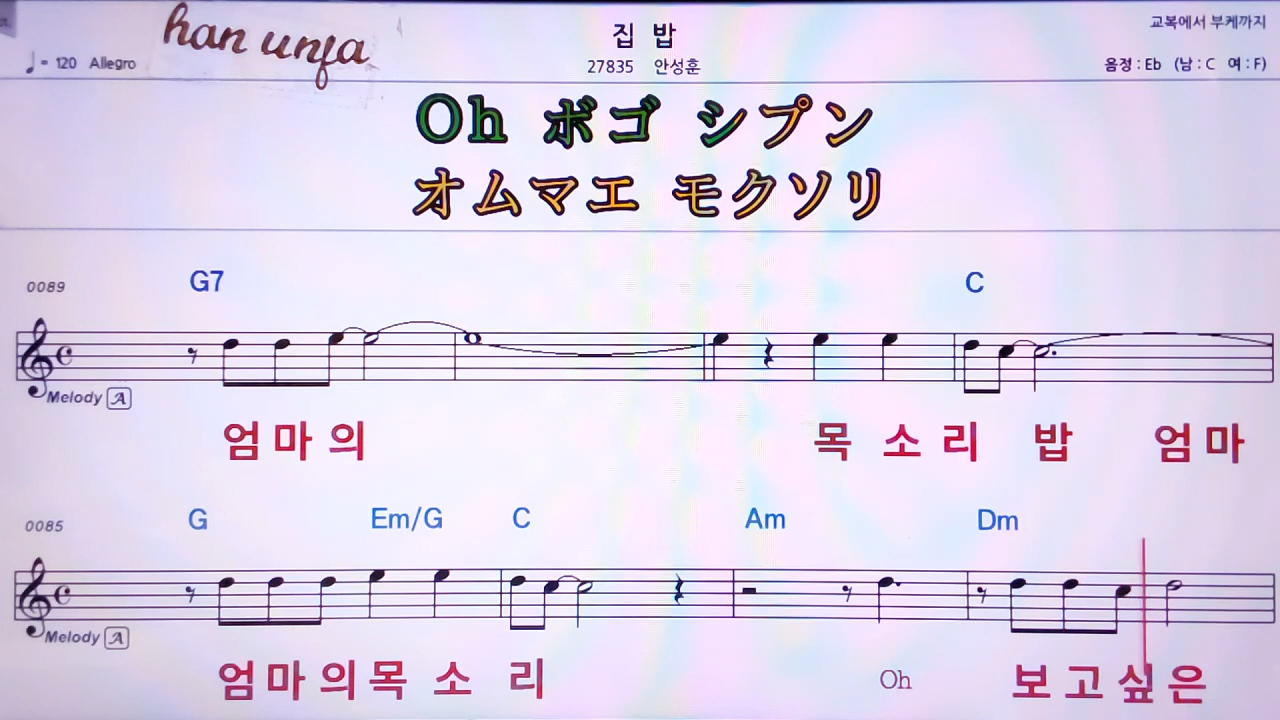 han unja
집 밥
교복에서 부케까지
♩= 120 Allegro
27835 안성훈
음정 : Eb (남 : C 여 : F)
Oh ボゴ シプン
オムマエ モクソリ
0089 G7 C
Melody A
엄마의 목소리 밥 엄마
0085 G Em/G C Am Dm
Melody A
엄마의목소리 Oh 보고싶은